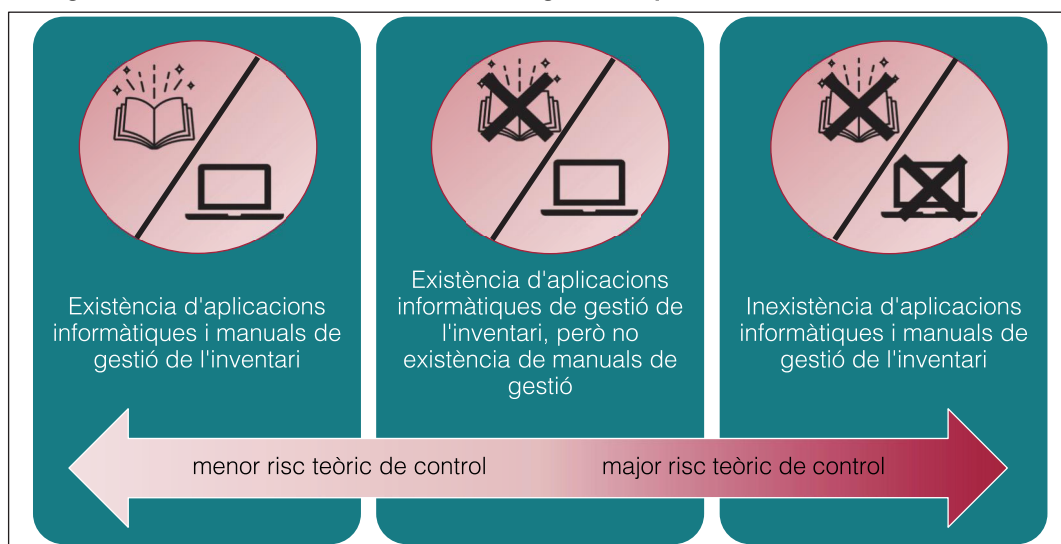 Existència d'aplicacions
informàtiques i manuals de
gestió de l'inventari
Existència d'aplicacions
informàtiques de gestió de
l'inventari, però no
existència de manuals de
gestió
Inexistència d'aplicacions
informàtiques i manuals de
gestió de l'inventari
menor risc teòric de control
major risc teòric de control